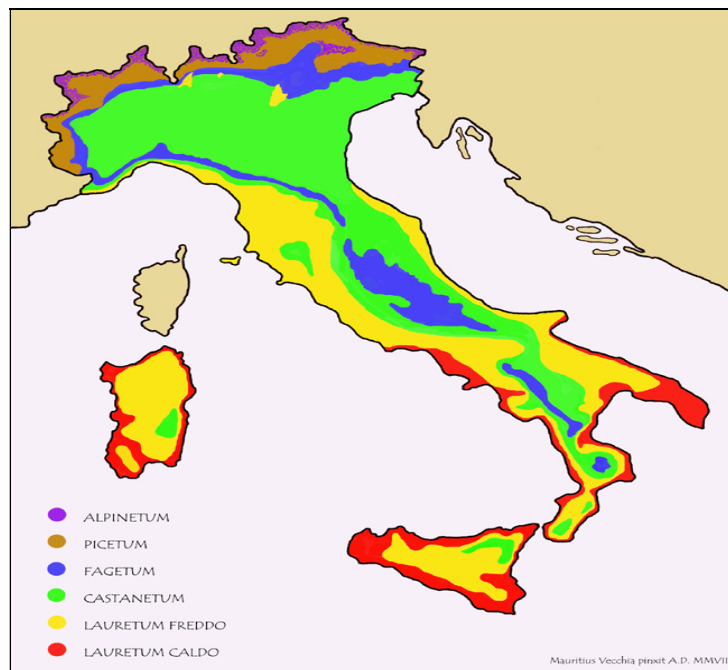 ALPINETUM
PICETUM
FAGETUM
CASTANETUM
LAURETUM FREDDO
LAURETUM CALDO
Mauritius Vecchia pinxit A.D. MMVII